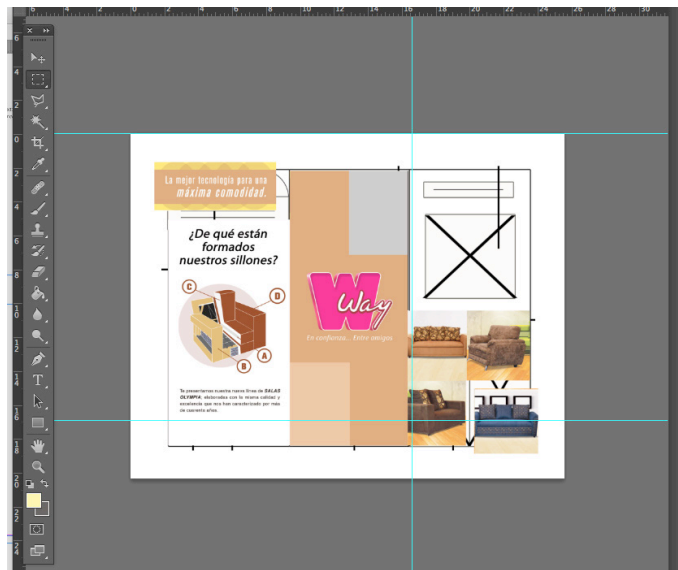 La mejor tecnología para una
máxima comodidad.
¿De qué están
formados
nuestros sillones?
C
D
A
B
W
Way
En confianza... Entre amigos
Te presentamos nuestra nueva línea de SALAS
OLYMPIA, elaboradas con la misma calidad y
excelencia que nos han caracterizado por más
de cuarenta años.